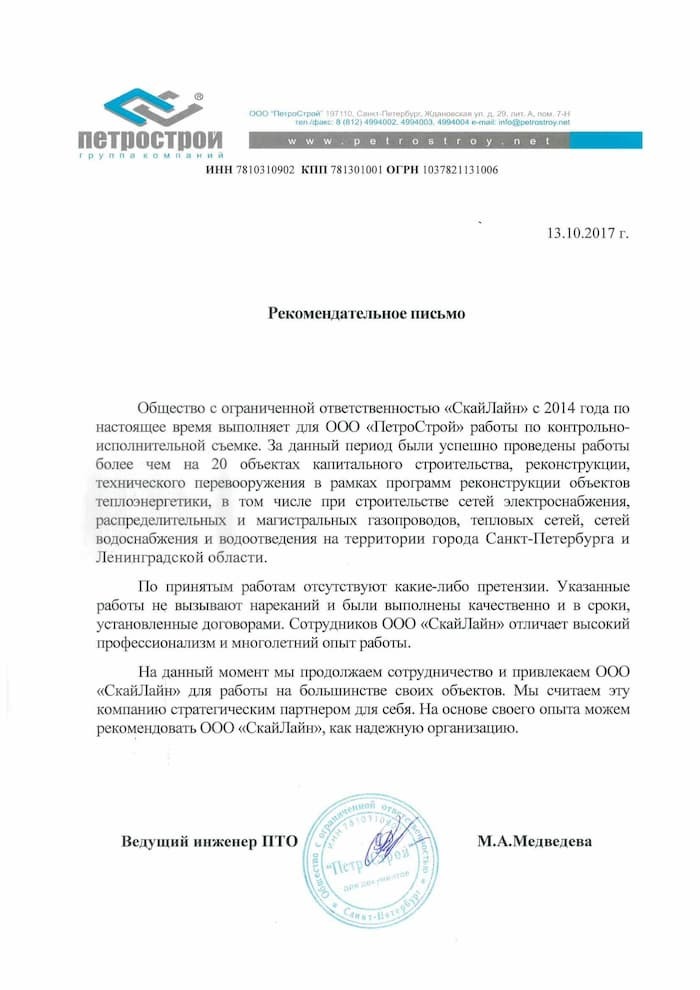 ®
ПЕТРОСТРОЙ
группа компаний
ООО "ПетроСтрой" 197110, Санкт-Петербург, Ждановская ул. д. 29, лит. А, пом. 7-Н
тел./факс: 8 (812) 4994002, 4994003, 4994004 e-mail: info@petrostroy.net
www.petrostroy.net
ИНН 7810310902 КПП 781301001 ОГРН 1037821131006
13.10.2017 г.
Рекомендательное письмо
Общество с ограниченной ответственностью «СкайЛайн» с 2014 года по
настоящее время выполняет для ООО «ПетроСтрой» работы по контрольно-
исполнительной съемке. За данный период были успешно проведены работы
более чем на 20 объектах капитального строительства, реконструкции,
технического перевооружения в рамках программ реконструкции объектов
теплоэнергетики, в том числе при строительстве сетей электроснабжения,
распределительных и магистральных газопроводов, тепловых сетей, сетей
водоснабжения и водоотведения на территории города Санкт-Петербурга и
Ленинградской области.
По принятым работам отсутствуют какие-либо претензии. Указанные
работы не вызывают нареканий и были выполнены качественно и в сроки,
установленные договорами. Сотрудников ООО «СкайЛайн» отличает высокий
профессионализм и многолетний опыт работы.
На данный момент мы продолжаем сотрудничество и привлекаем ООО
«СкайЛайн» для работы на большинстве своих объектов. Мы считаем эту
компанию стратегическим партнером для себя. На основе своего опыта можем
рекомендовать ООО «СкайЛайн», как надежную организацию.
Ведущий инженер ПТО
М.А.Медведева
Общество с ограниченной ответственностью
"ПетроСтрой"
для документов
Санкт-Петербург